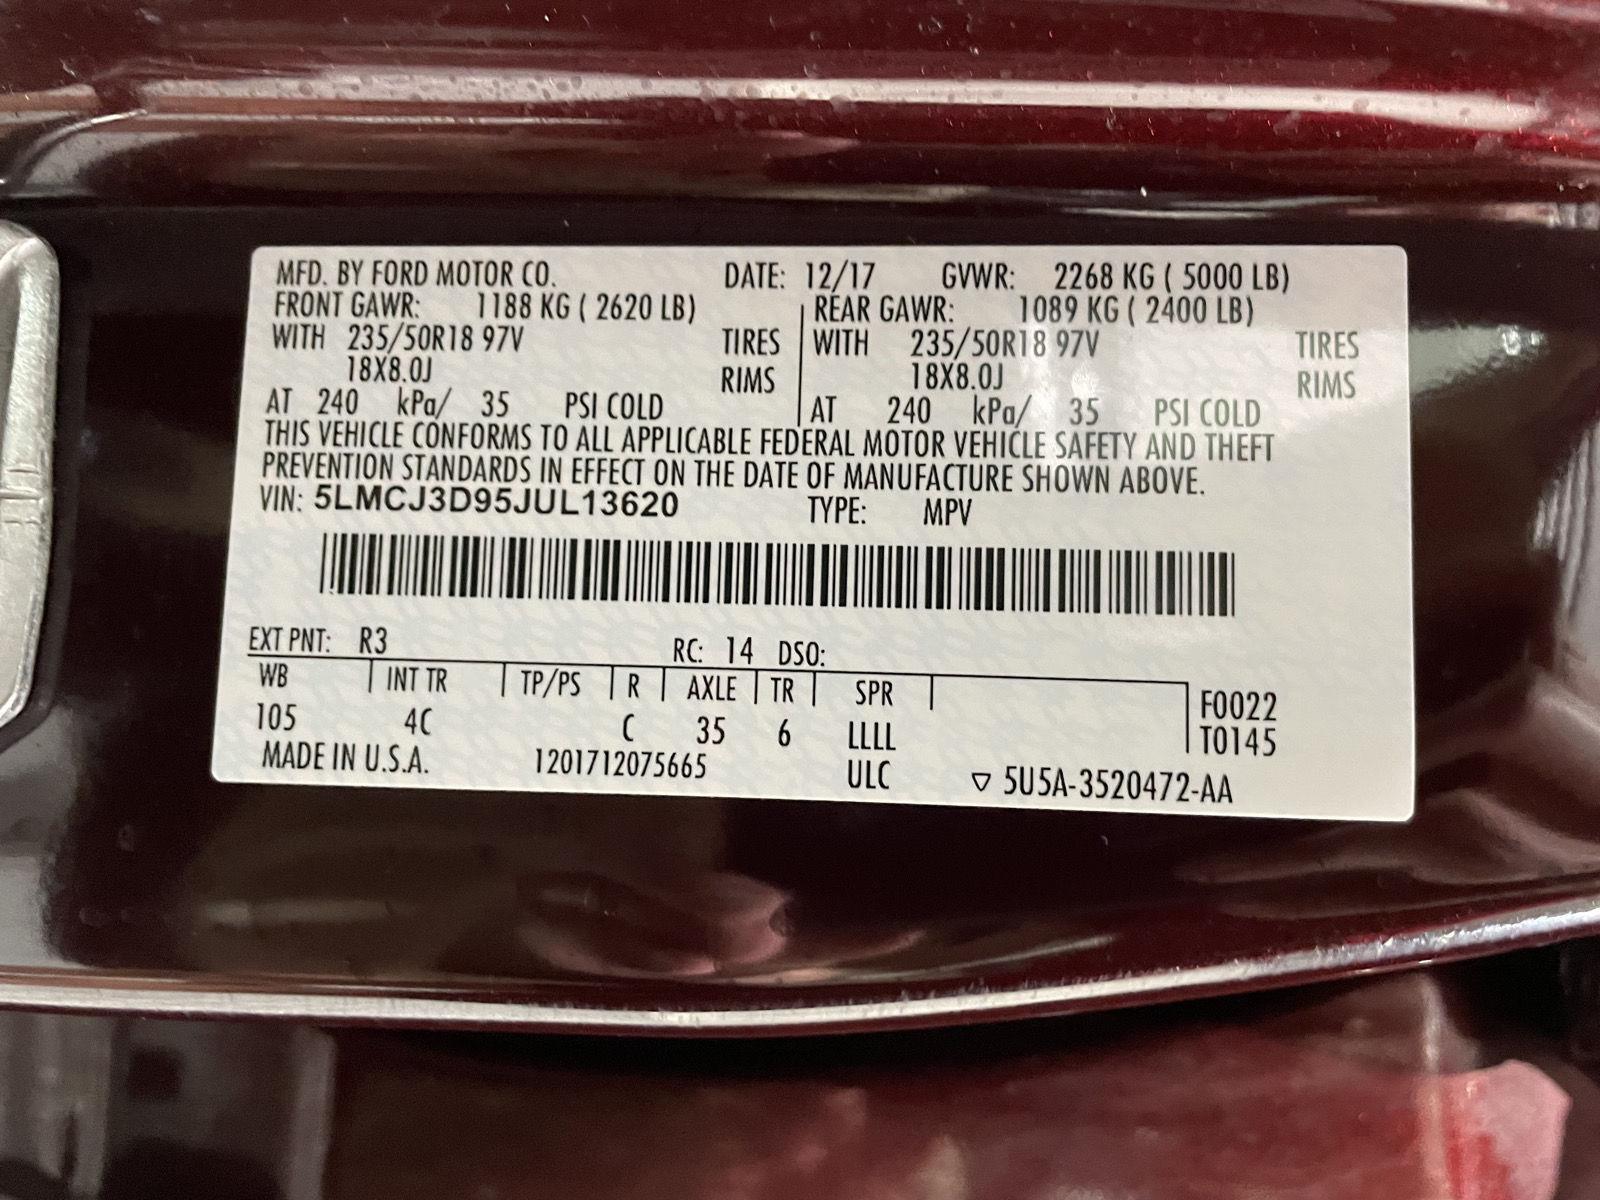 MFD. BY FORD MOTOR CO. DATE: 12/17 GVWR: 2268 KG ( 5000 LB)
FRONT GAWR: 1188 KG ( 2620 LB) REAR GAWR: 1089 KG ( 2400 LB)
WITH 235/50R18 97V TIRES WITH 235/50R18 97V TIRES
18X8.0J RIMS 18X8.0J RIMS
AT 240 kPa/ 35 PSI COLD AT 240 kPa/ 35 PSI COLD
THIS VEHICLE CONFORMS TO ALL APPLICABLE FEDERAL MOTOR VEHICLE SAFETY AND THEFT
PREVENTION STANDARDS IN EFFECT ON THE DATE OF MANUFACTURE SHOWN ABOVE.
VIN: 5LMCJ3D95JUL13620 TYPE: MPV
EXT PNT: R3 RC: 14 DSO:
WB INT TR TP/PS R AXLE TR SPR F0022
105 4C C 35 6 LLLL T0145
MADE IN U.S.A. 1201712075665 ULC ▽ 5U5A-3520472-AA